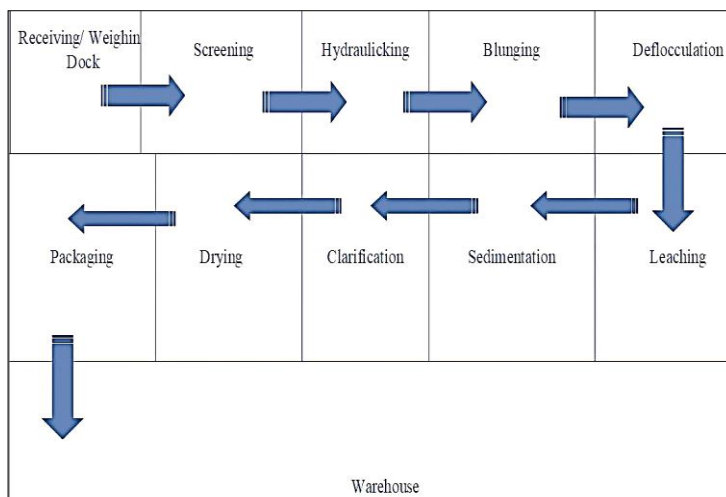 Receiving/ Weighin
Dock
Screening
Hydraulicking
Blunging
Deflocculation
Packaging
Drying
Clarification
Sedimentation
Leaching
Warehouse